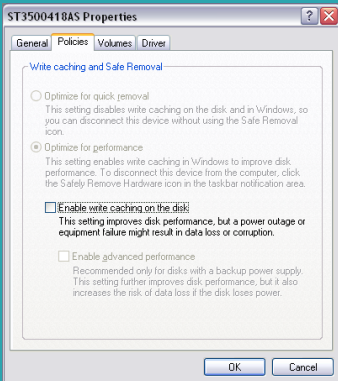 ST3500418AS Properties
General Policies Volumes Driver
Write caching and Safe Removal
Optimize for quick removal
This setting disables write caching on the disk and in Windows, so
you can disconnect this device without using the Safe Removal
icon.
Optimize for performance
This setting enables write caching in Windows to improve disk
performance. To disconnect this device from the computer, click
the Safely Remove Hardware icon in the taskbar notification area.
Enable write caching on the disk
This setting improves disk performance, but a power outage or
equipment failure might result in data loss or corruption.
Enable advanced performance
Recommended only for disks with a backup power supply.
This setting further improves disk performance, but it also
increases the risk of data loss if the disk loses power.
OK Cancel